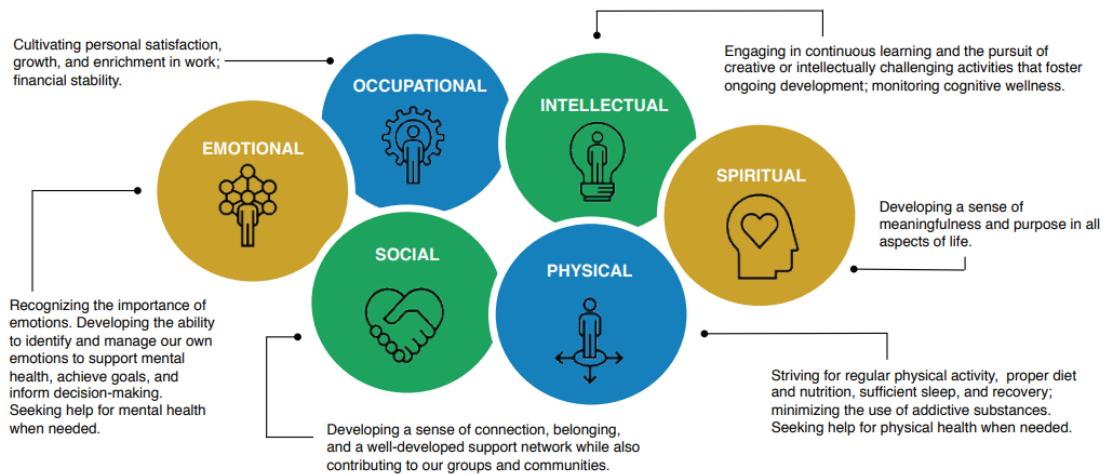 Cultivating personal satisfaction,
growth, and enrichment in work;
financial stability.
OCCUPATIONAL
INTELLECTUAL
Engaging in continuous learning and the pursuit of
creative or intellectually challenging activities that foster
ongoing development; monitoring cognitive wellness.
EMOTIONAL
SPIRITUAL
Developing a sense of
meaningfulness and purpose in all
aspects of life.
SOCIAL
PHYSICAL
Recognizing the importance of
emotions. Developing the ability
to identify and manage our own
emotions to support mental
health, achieve goals, and
inform decision-making.
Seeking help for mental health
when needed.
Developing a sense of connection, belonging,
and a well-developed support network while also
contributing to our groups and communities.
Striving for regular physical activity, proper diet
and nutrition, sufficient sleep, and recovery;
minimizing the use of addictive substances.
Seeking help for physical health when needed.